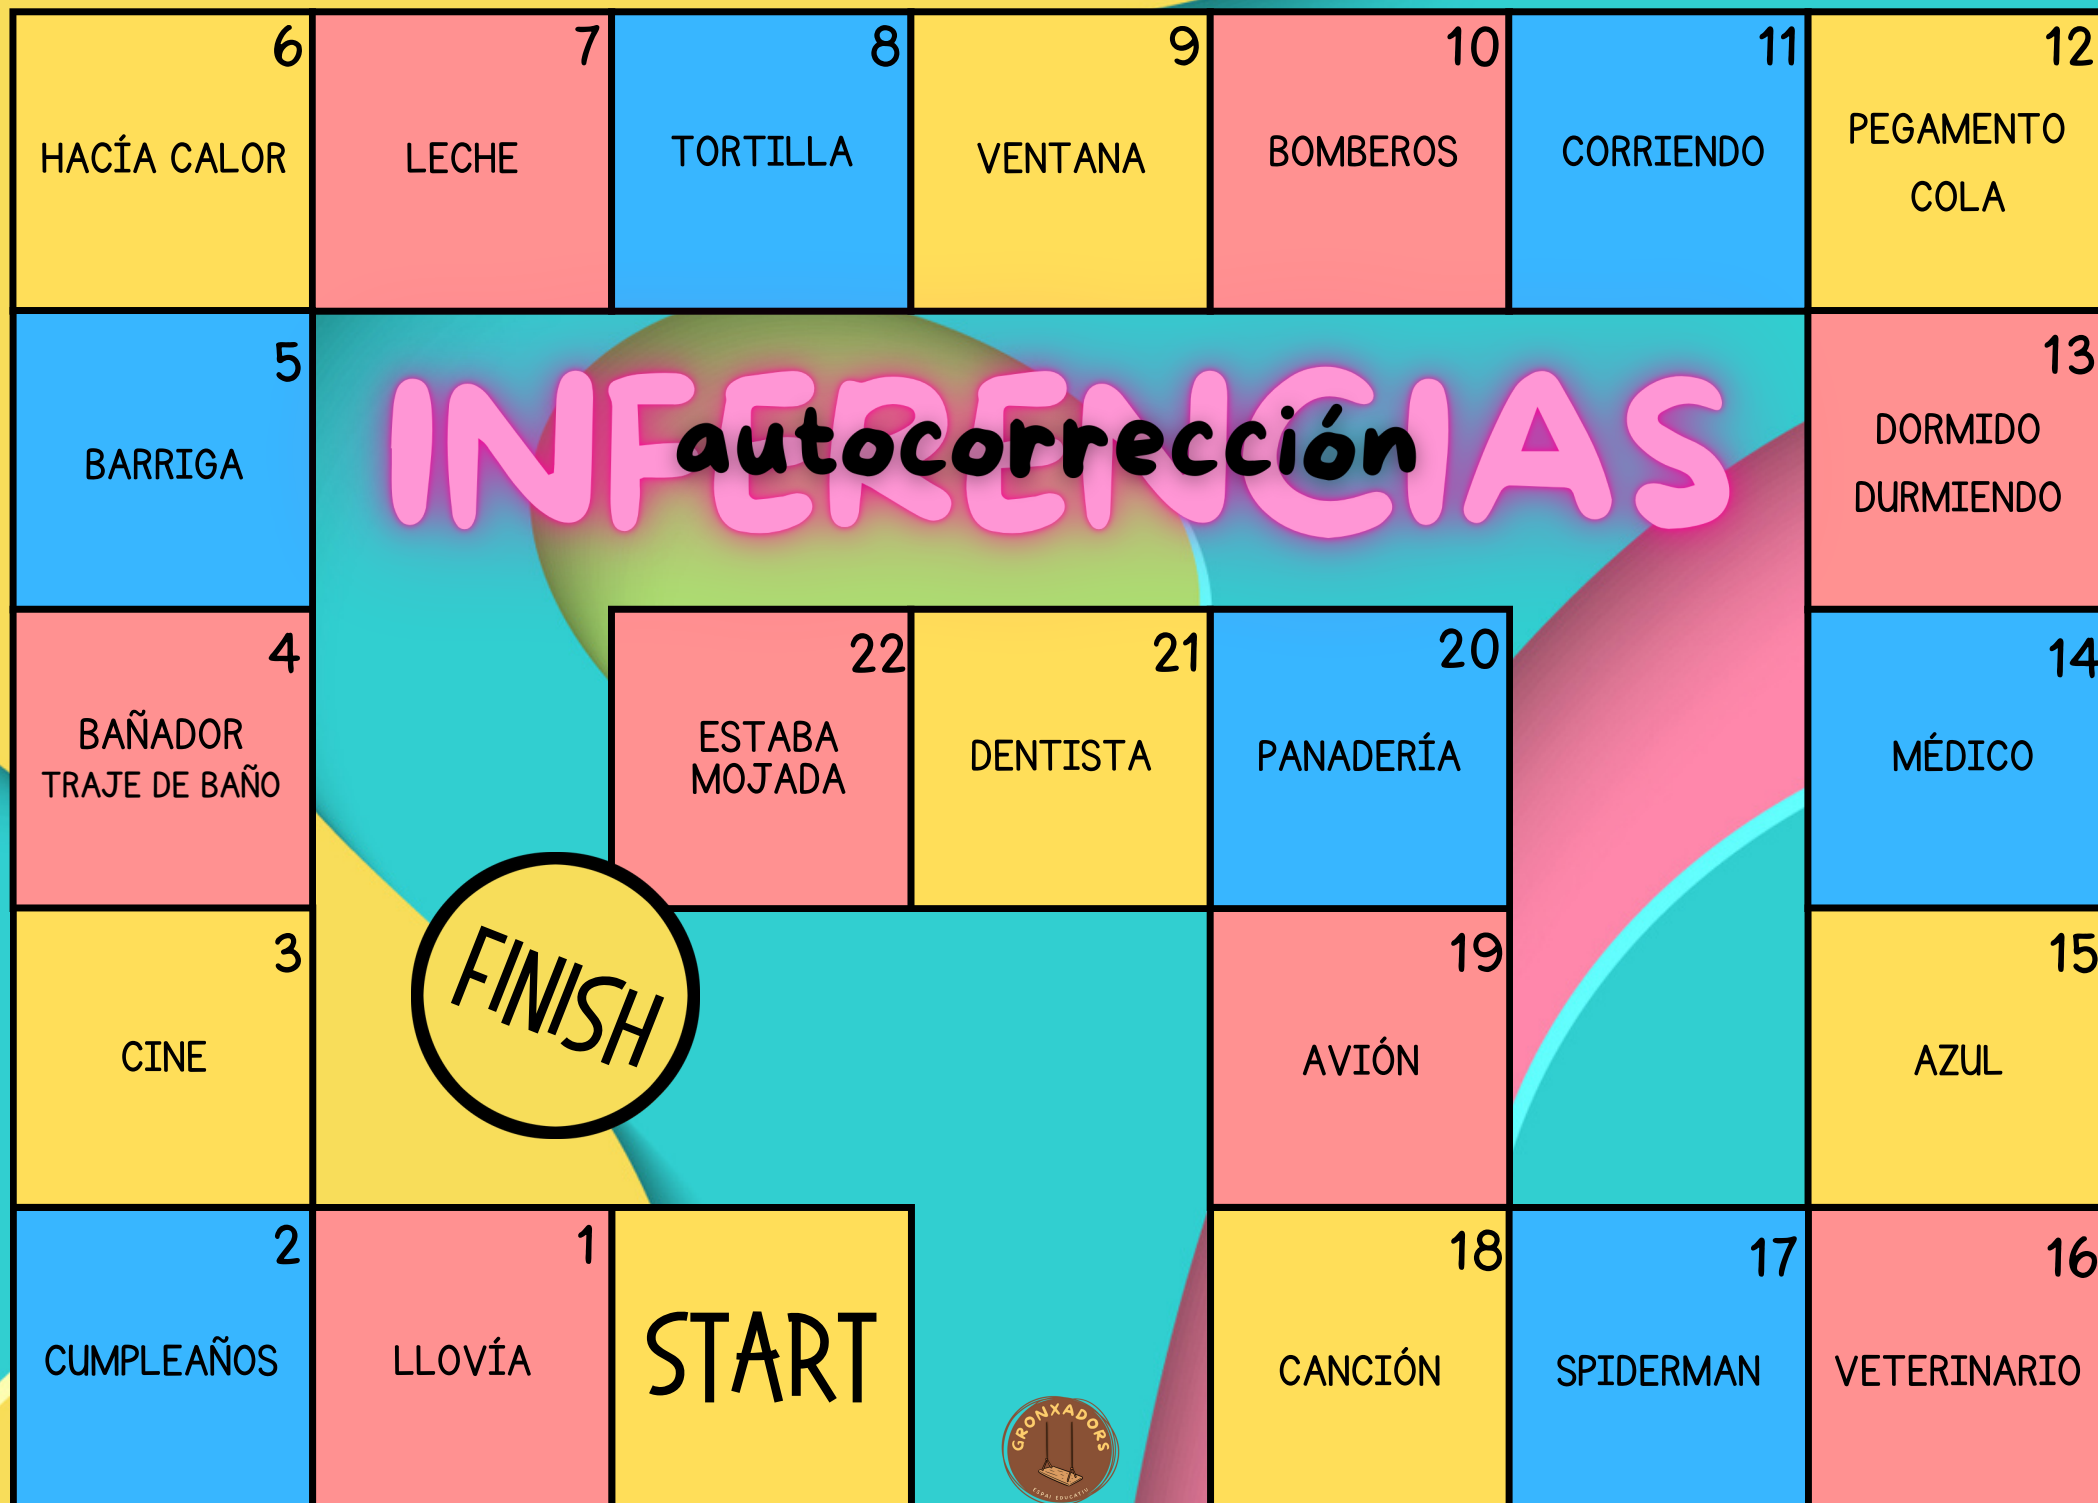 6
HACÍA CALOR
7
LECHE
8
TORTILLA
9
VENTANA
10
BOMBEROS
11
CORRIENDO
12
PEGAMENTO
COLA
5
BARRIGA
INFERENCIAS
autocorrección
13
DORMIDO
DURMIENDO
4
BAÑADOR
TRAJE DE BAÑO
22
ESTABA
MOJADA
21
DENTISTA
20
PANADERÍA
14
MÉDICO
3
CINE
FINISH
19
AVIÓN
15
AZUL
2
CUMPLEAÑOS
1
LLOVÍA
START
18
CANCIÓN
17
SPIDERMAN
16
VETERINARIO
GRONXADORS
ESPAI EDUCATIU